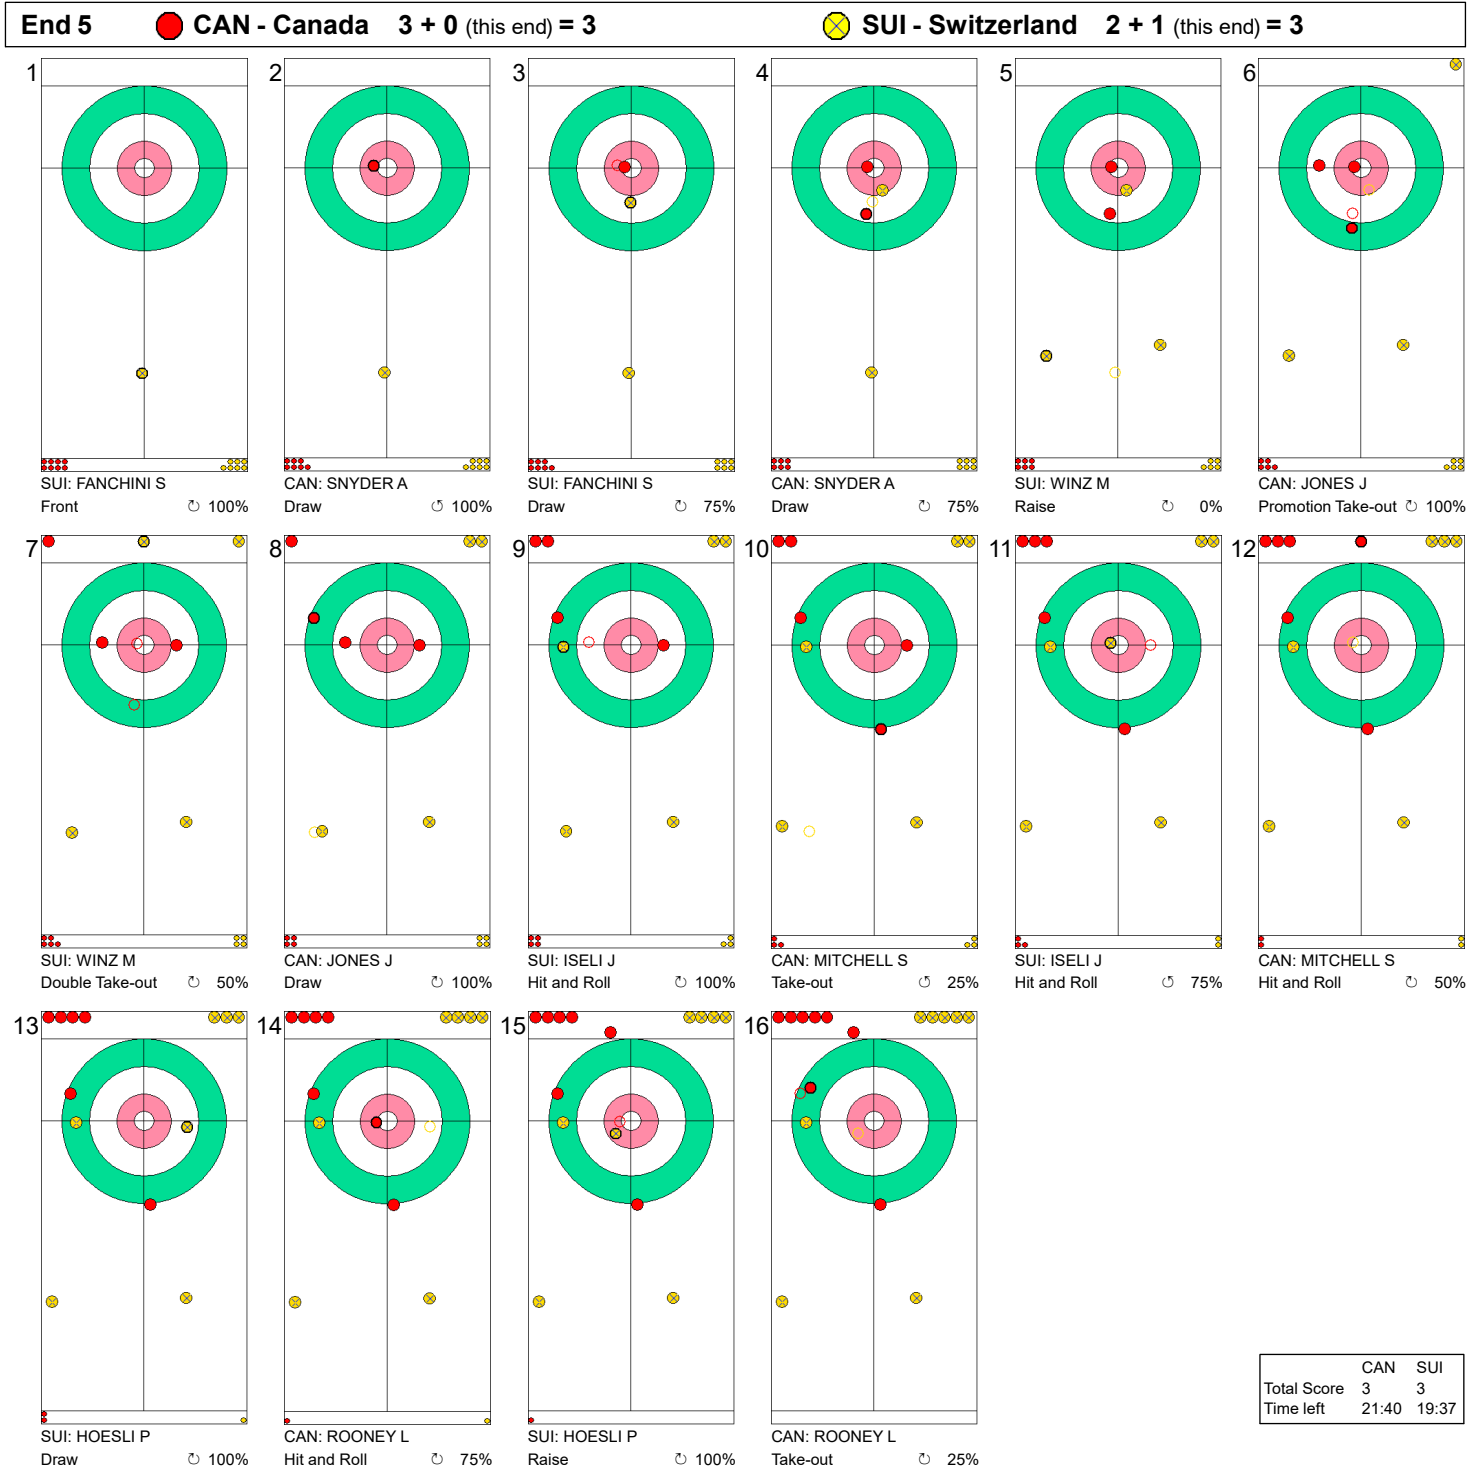 End 5 CAN - Canada 3 + 0 (this end) = 3 SUI - Switzerland 2 + 1 (this end) = 3
1 2 3 4 5 6
SUI: FANCHINI S CAN: SNYDER A SUI: FANCHINI S CAN: SNYDER A SUI: WINZ M CAN: JONES J
Front ↻ 100% Draw ↺ 100% Draw ↻ 75% Draw ↻ 75% Raise ↻ 0% Promotion Take-out ↻ 100%
7 8 9 10 11 12
SUI: WINZ M CAN: JONES J SUI: ISELI J CAN: MITCHELL S SUI: ISELI J CAN: MITCHELL S
Double Take-out ↻ 50% Draw ↻ 100% Hit and Roll ↻ 100% Take-out ↺ 25% Hit and Roll ↻ 75% Hit and Roll ↻ 50%
13 14 15 16
CAN SUI
Total Score 3 3
Time left 21:40 19:37
SUI: HOESLI P CAN: ROONEY L SUI: HOESLI P CAN: ROONEY L
Draw ↻ 100% Hit and Roll ↻ 75% Raise ↻ 100% Take-out ↻ 25%